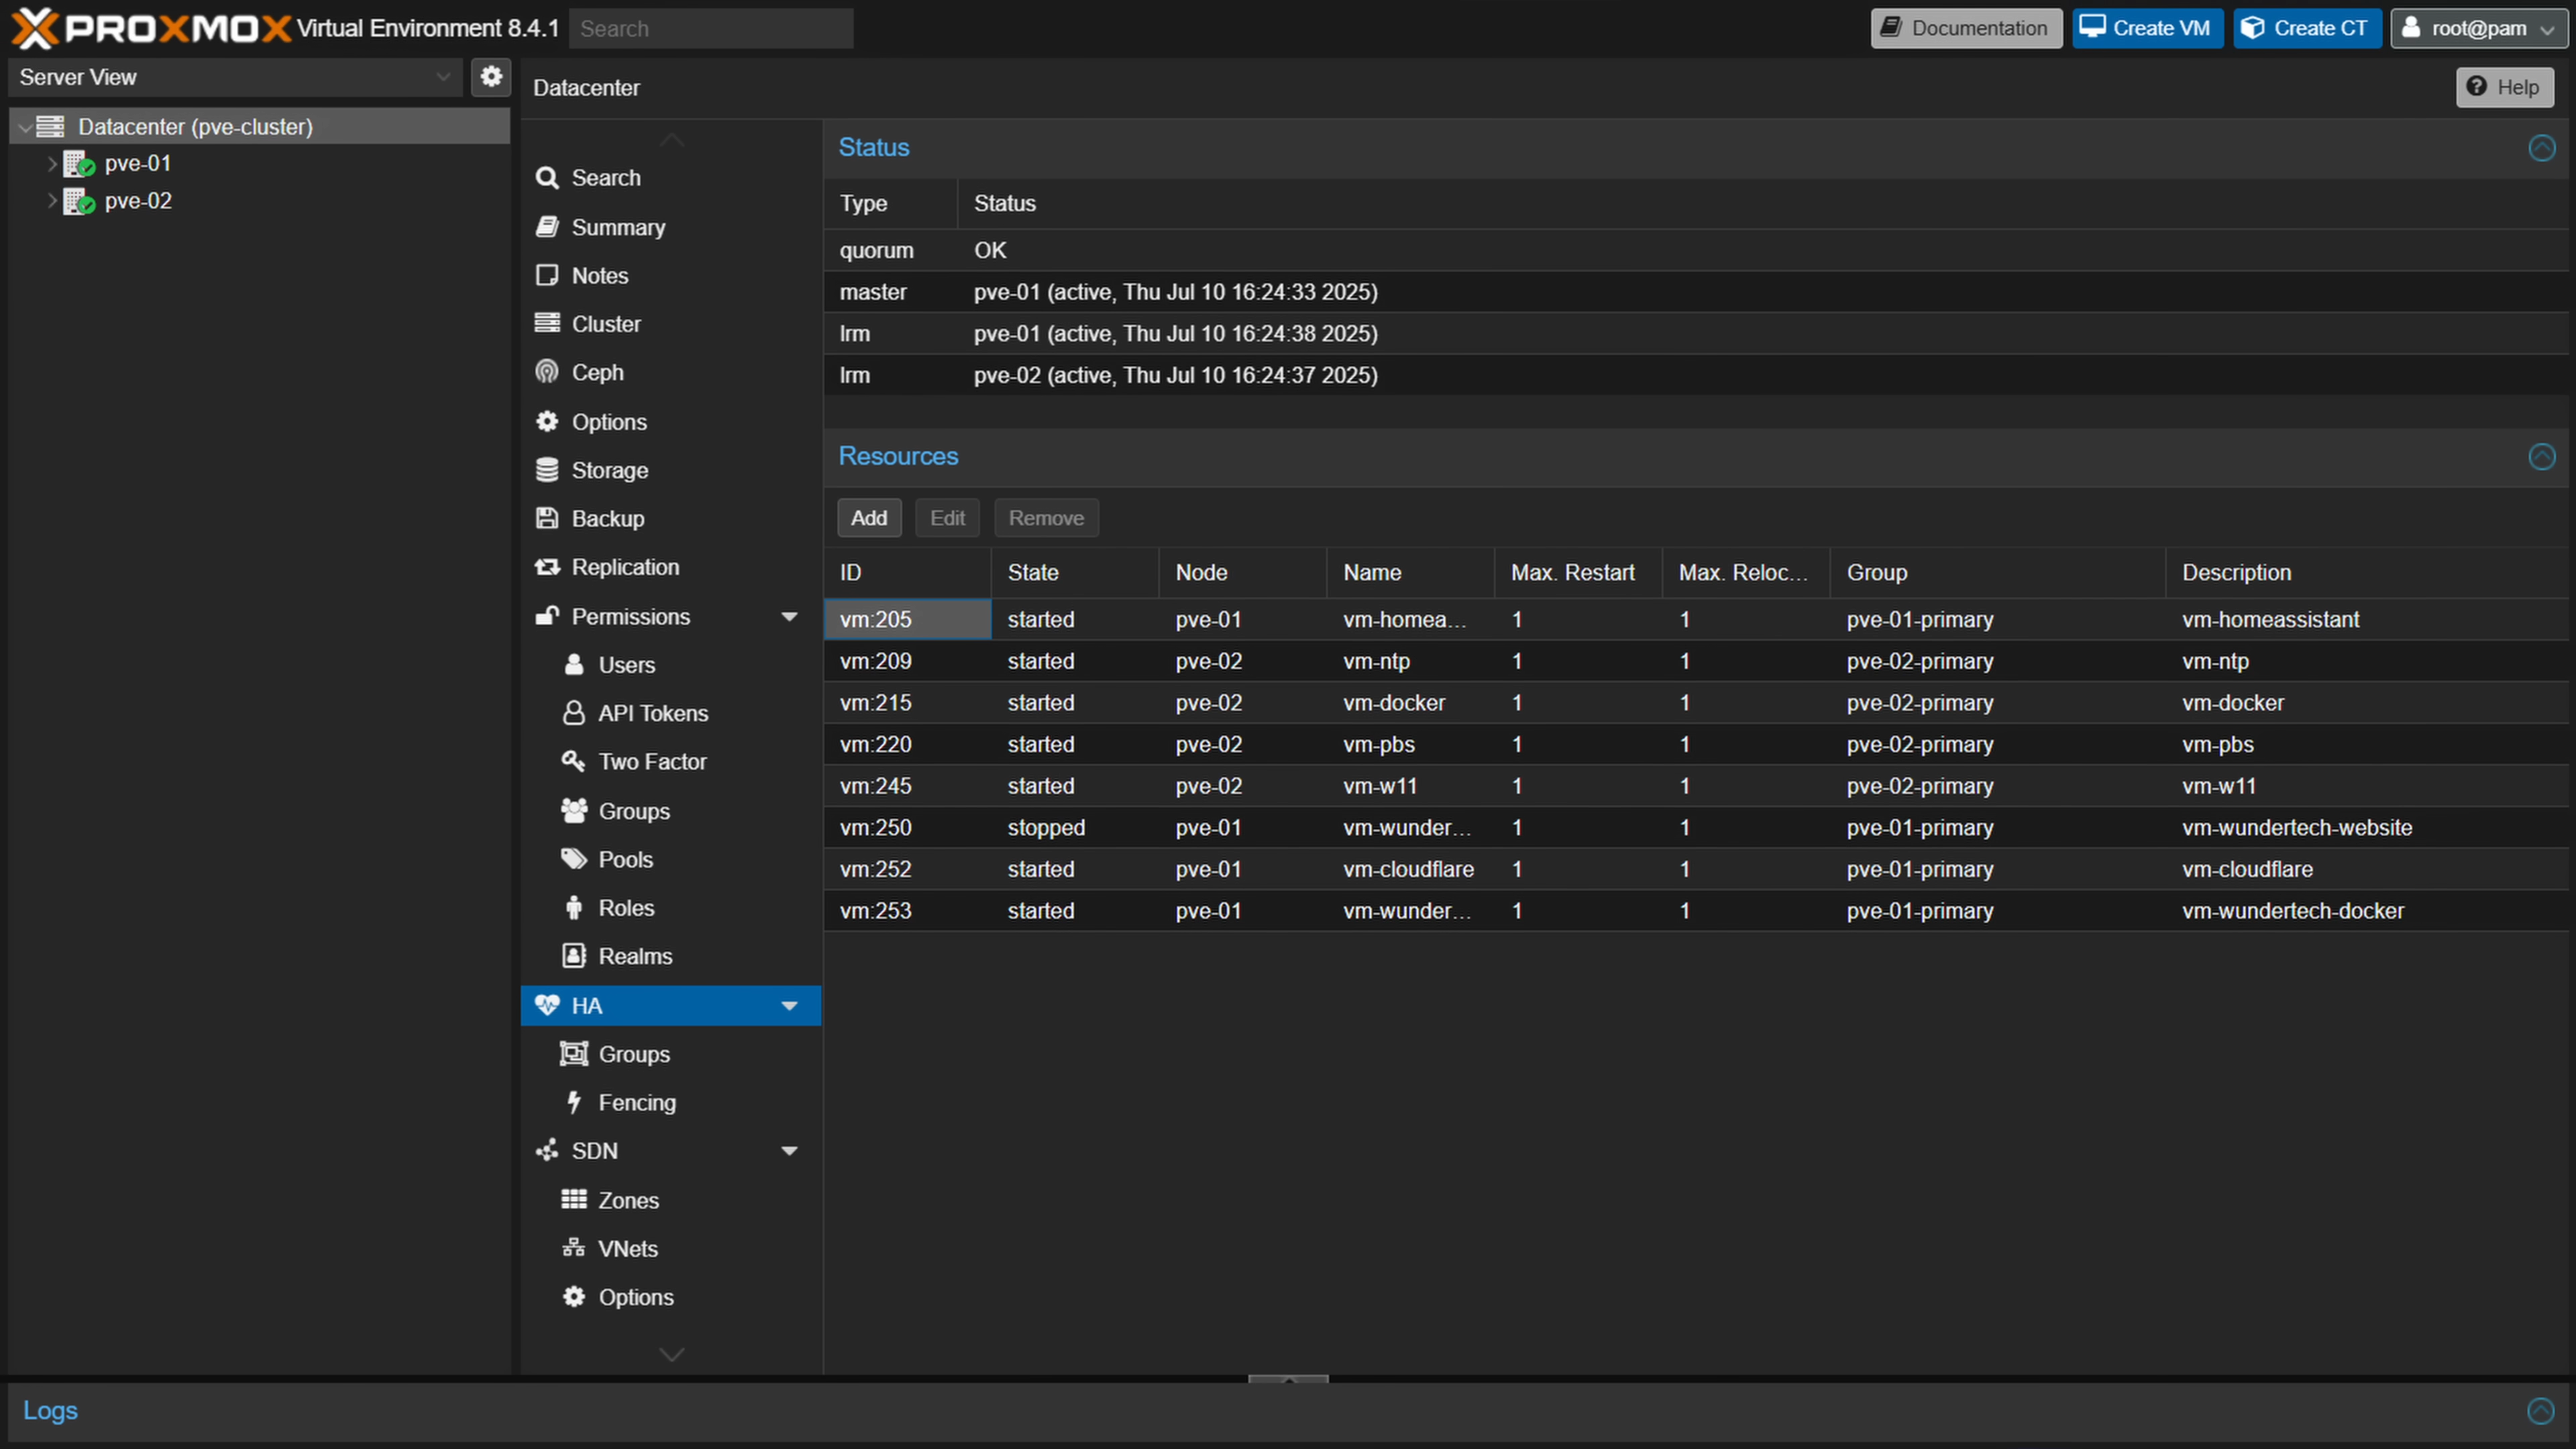 PROXMOX Virtual Environment 8.4.1 Search Documentation Create VM Create CT root@pam
Server View
Datacenter (pve-cluster)
pve-01
pve-02
Datacenter Help
Search
Summary
Notes
Cluster
Ceph
Options
Storage
Backup
Replication
Permissions
Users
API Tokens
Two Factor
Groups
Pools
Roles
Realms
HA
Groups
Fencing
SDN
Zones
VNets
Options
Status
Type Status
quorum OK
master pve-01 (active, Thu Jul 10 16:24:33 2025)
lrm pve-01 (active, Thu Jul 10 16:24:38 2025)
lrm pve-02 (active, Thu Jul 10 16:24:37 2025)
Resources
Add Edit Remove
ID State Node Name Max. Restart Max. Reloc... Group Description
vm:205 started pve-01 vm-homea... 1 1 pve-01-primary vm-homeassistant
vm:209 started pve-02 vm-ntp 1 1 pve-02-primary vm-ntp
vm:215 started pve-02 vm-docker 1 1 pve-02-primary vm-docker
vm:220 started pve-02 vm-pbs 1 1 pve-02-primary vm-pbs
vm:245 started pve-02 vm-w11 1 1 pve-02-primary vm-w11
vm:250 stopped pve-01 vm-wunder... 1 1 pve-01-primary vm-wundertech-website
vm:252 started pve-01 vm-cloudflare 1 1 pve-01-primary vm-cloudflare
vm:253 started pve-01 vm-wunder... 1 1 pve-01-primary vm-wundertech-docker
Logs